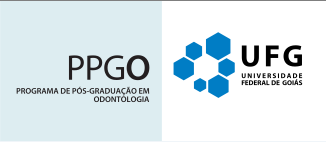 PPGO
PROGRAMA DE PÓS-GRADUAÇÃO EM
ODONTOLOGIA
UFG
UNIVERSIDADE
FEDERAL DE GOIÁS